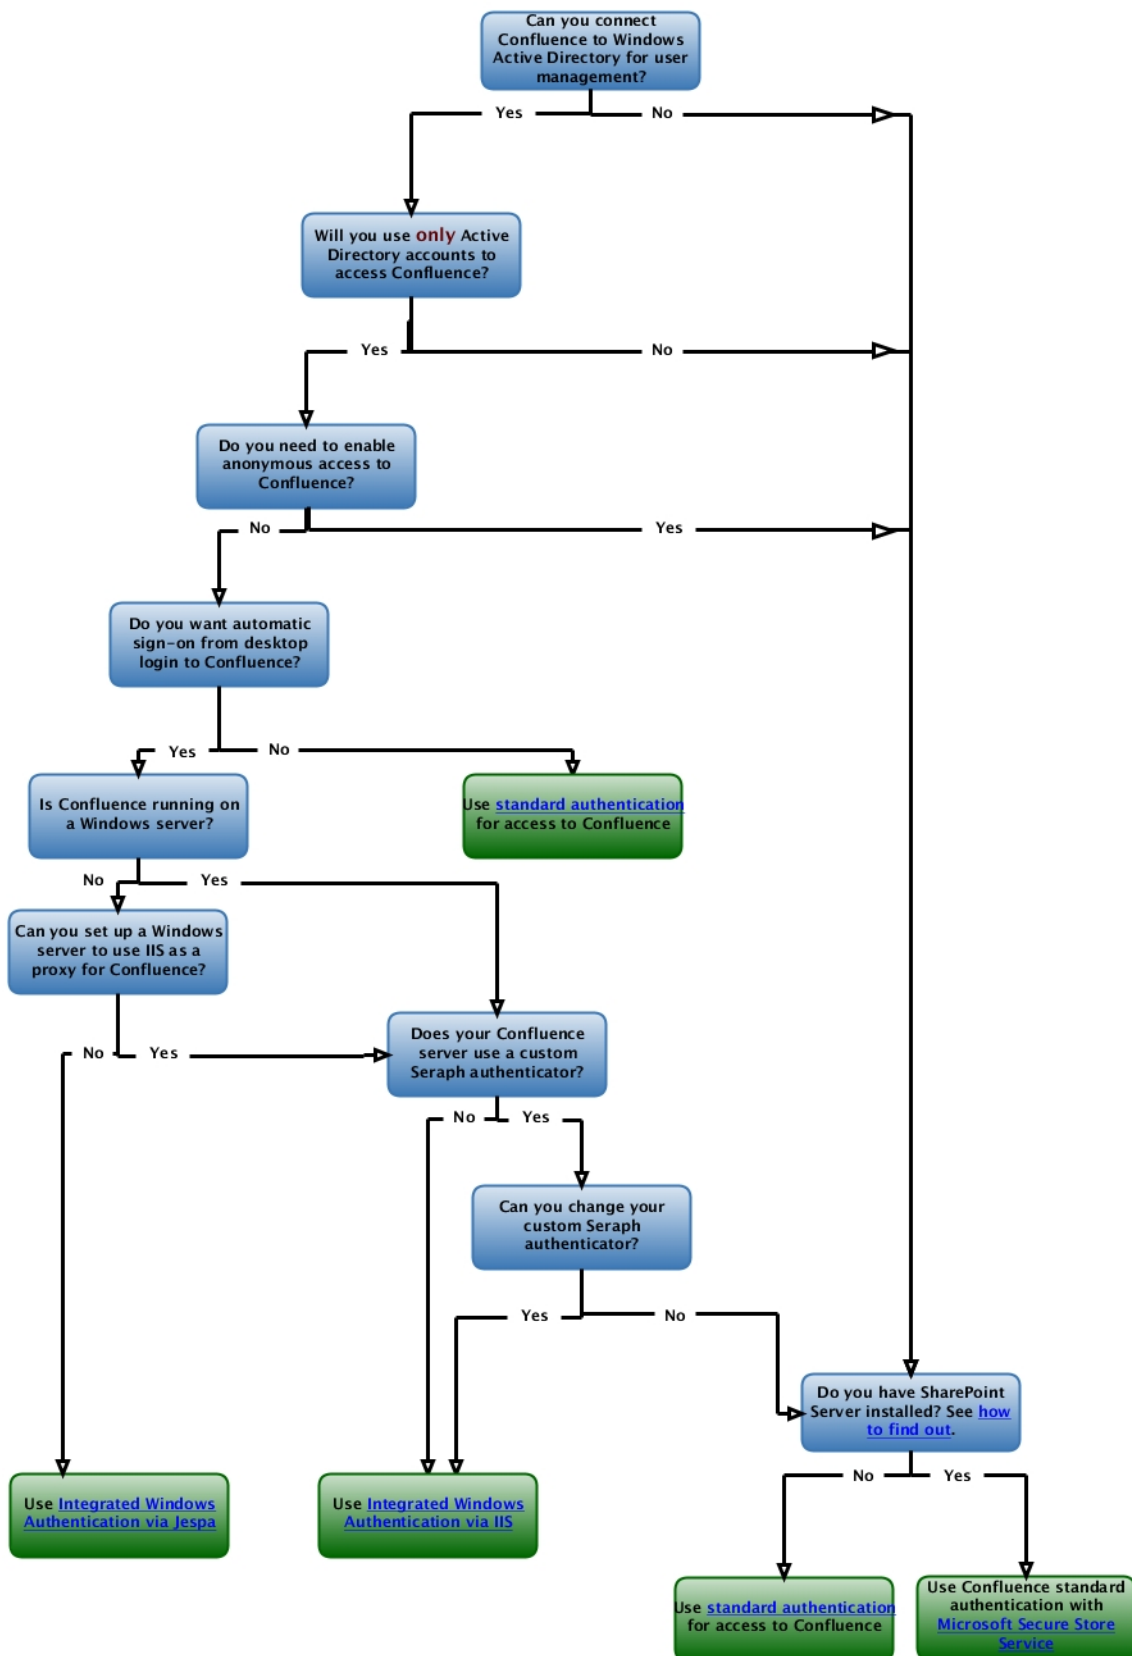 Can you connect
Confluence to Windows
Active Directory for user
management?
Yes
No
Will you use only Active
Directory accounts to
access Confluence?
Yes
No
Do you need to enable
anonymous access to
Confluence?
No
Yes
Do you want automatic
sign-on from desktop
login to Confluence?
Yes
No
Is Confluence running on
a Windows server?
Use standard authentication
for access to Confluence
No
Yes
Can you set up a Windows
server to use IIS as a
proxy for Confluence?
Does your Confluence
server use a custom
Seraph authenticator?
No
Yes
No
Yes
Can you change your
custom Seraph
authenticator?
Yes
No
Do you have SharePoint
Server installed? See how
to find out.
No
Yes
Use Integrated Windows
Authentication via Jespa
Use Integrated Windows
Authentication via IIS
Use standard authentication
for access to Confluence
Use Confluence standard
authentication with
Microsoft Secure Store
Service